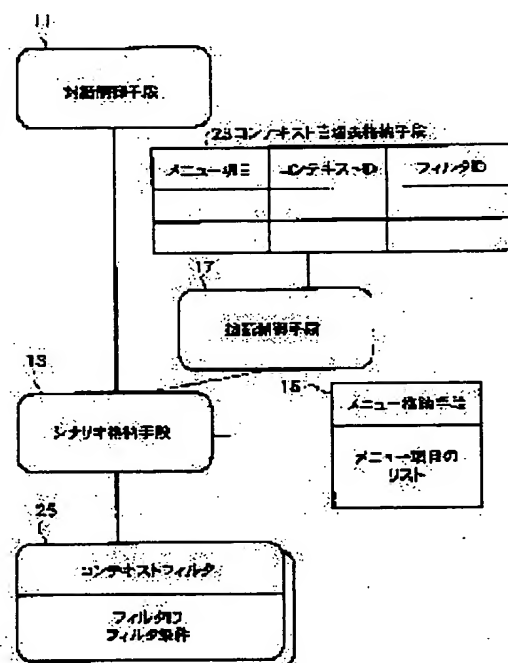 11
対話制御手段
23 コンテキスト管理表格納手段
メニュー項目 コンテキストID フィルタID
17
制御手段
13
シナリオ格納手段
15
メニュー格納手段
メニュー項目の
リスト
25
コンテキストフィルタ
フィルタID
フィルタ条件